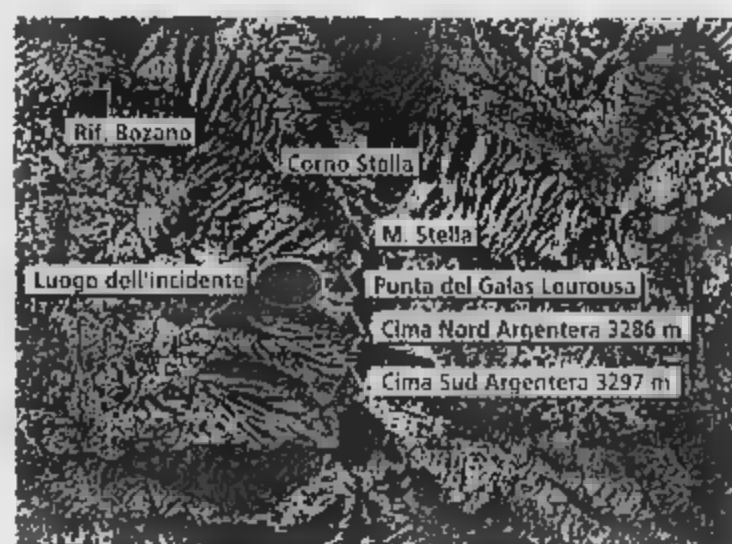 Rif. Bozano
Corno Stella
M. Stella
Luogo dell'incidente
Punta del Gelas Lourousa
Cima Nord Argentera 3286 m
Cima Sud Argentera 3297 m